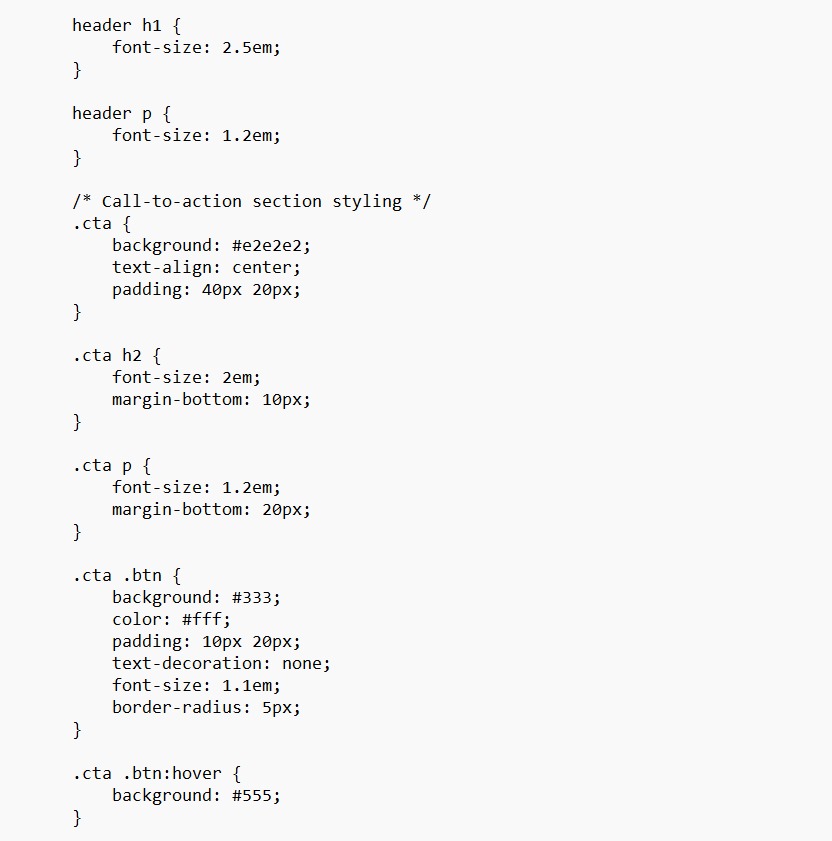 header h1 {
    font-size: 2.5em;
}

header p {
    font-size: 1.2em;
}

/* Call-to-action section styling */
.cta {
    background: #e2e2e2;
    text-align: center;
    padding: 40px 20px;
}

.cta h2 {
    font-size: 2em;
    margin-bottom: 10px;
}

.cta p {
    font-size: 1.2em;
    margin-bottom: 20px;
}

.cta .btn {
    background: #333;
    color: #fff;
    padding: 10px 20px;
    text-decoration: none;
    font-size: 1.1em;
    border-radius: 5px;
}

.cta .btn:hover {
    background: #555;
}